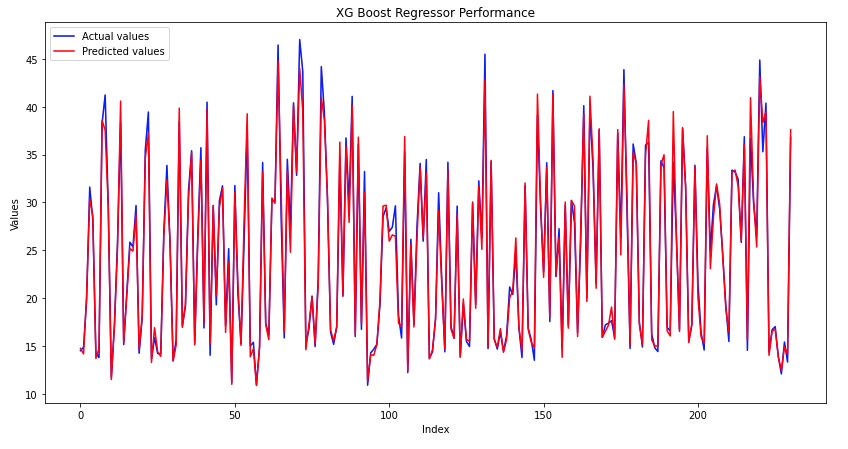 XG Boost Regressor Performance
Actual values
Predicted values
Values
45
40
35
30
25
20
15
10
0
50
100
150
200
Index